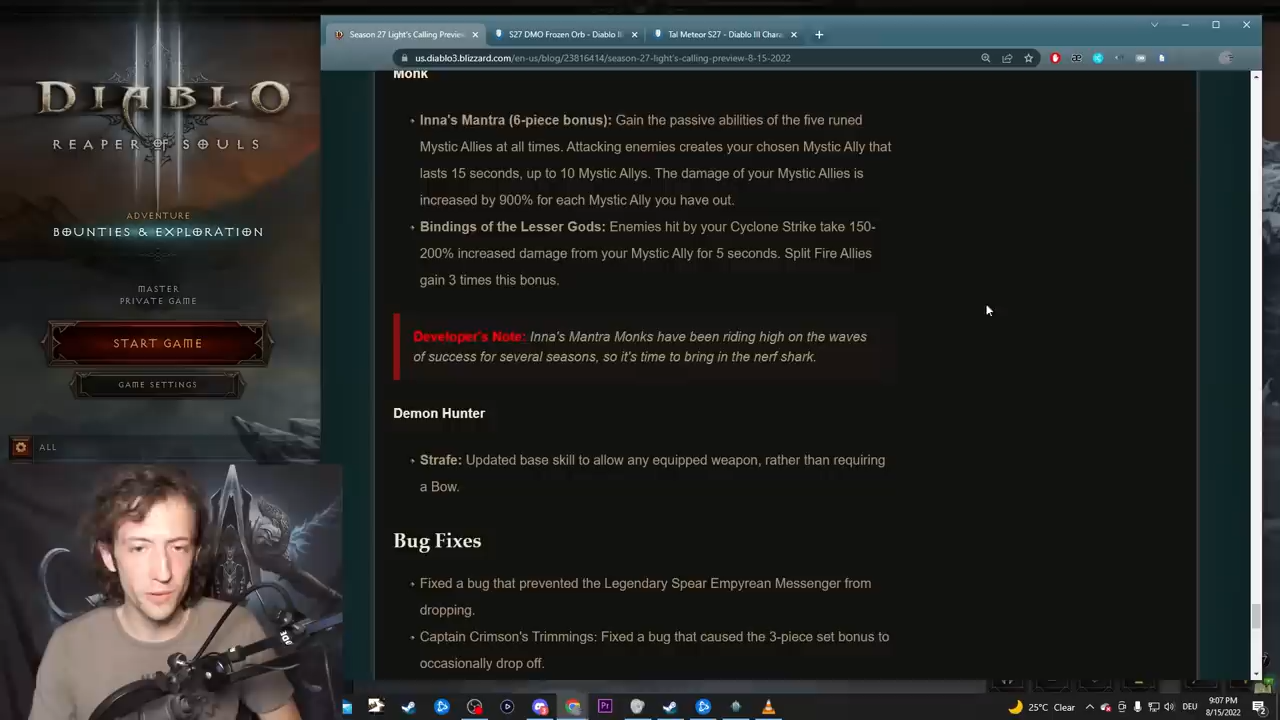 Season 27 Light's Calling Preview
S27 DMO Frozen Orb - Diablo II
Tal Meteor S27 - Diablo III Chara
us.diablo3.blizzard.com/en-us/blog/23816414/season-27-light's-calling-preview-8-15-2022
DIABLO
REAPER OF SOULS
ADVENTURE
BOUNTIES & EXPLORATION
MASTER
PRIVATE GAME
START GAME
GAME SETTINGS
ALL
Monk
Inna's Mantra (6-piece bonus): Gain the passive abilities of the five runed
Mystic Allies at all times. Attacking enemies creates your chosen Mystic Ally that
lasts 15 seconds, up to 10 Mystic Allys. The damage of your Mystic Allies is
increased by 900% for each Mystic Ally you have out.
Bindings of the Lesser Gods: Enemies hit by your Cyclone Strike take 150-
200% increased damage from your Mystic Ally for 5 seconds. Split Fire Allies
gain 3 times this bonus.
Developer's Note: Inna's Mantra Monks have been riding high on the waves
of success for several seasons, so it's time to bring in the nerf shark.
Demon Hunter
Strafe: Updated base skill to allow any equipped weapon, rather than requiring
a Bow.
Bug Fixes
Fixed a bug that prevented the Legendary Spear Empyrean Messenger from
dropping.
Captain Crimson's Trimmings: Fixed a bug that caused the 3-piece set bonus to
occasionally drop off.
25°C Clear
DEU
9:07 PM
8/15/2022